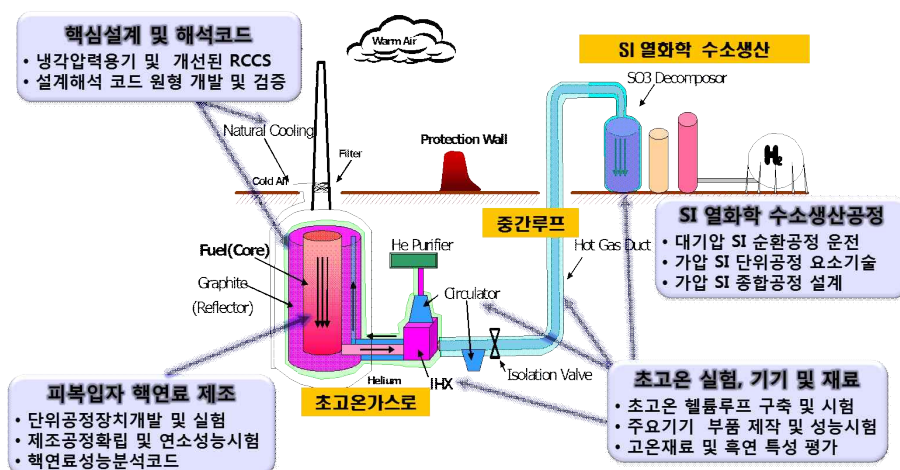 핵심설계 및 해석코드
• 냉각압력용기 및 개선된 RCCS
• 설계해석 코드 원형 개발 및 검증
Warm Air
SI 열화학 수소생산
SO3 Decomposor
Natural Cooling
Filter
Cold Air
Protection Wall
H2
중간루프
SI 열화학 수소생산공정
• 대기압 SI 순환공정 운전
• 가압 SI 단위공정 요소기술
• 가압 SI 종합공정 설계
Hot Gas Duct
Fuel(Core)
He Purifier
Graphite
(Reflector)
Circulator
Isolation Valve
Helium
IHX
초고온가스로
피복입자 핵연료 제조
• 단위공정장치개발 및 실험
• 제조공정확립 및 연소성능시험
• 핵연료성능분석코드
초고온 실험, 기기 및 재료
• 초고온 헬륨루프 구축 및 시험
• 주요기기 부품 제작 및 성능시험
• 고온재료 및 흑연 특성 평가